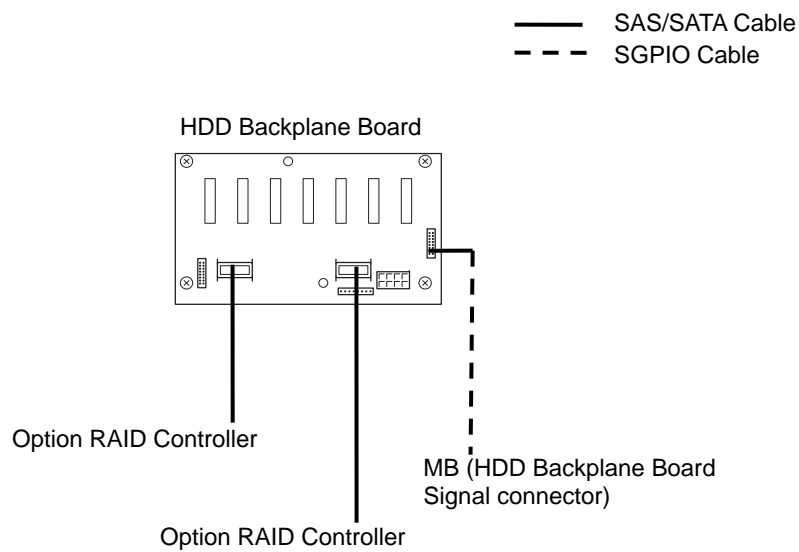 SAS/SATA Cable
SGPIO Cable
HDD Backplane Board
Option RAID Controller
MB (HDD Backplane Board
Signal connector)
Option RAID Controller